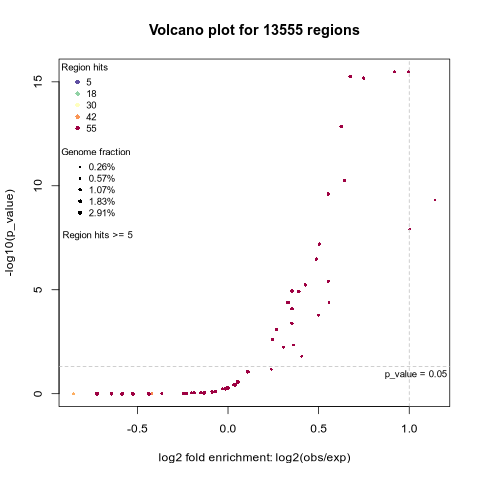 Volcano plot for 13555 regions
Region hits
5
18
30
42
55
Genome fraction
0.26%
0.57%
1.07%
1.83%
2.91%
Region hits >= 5
p_value = 0.05
-log10(p_value)
15
10
5
0
-0.5
0.0
0.5
1.0
log2 fold enrichment: log2(obs/exp)